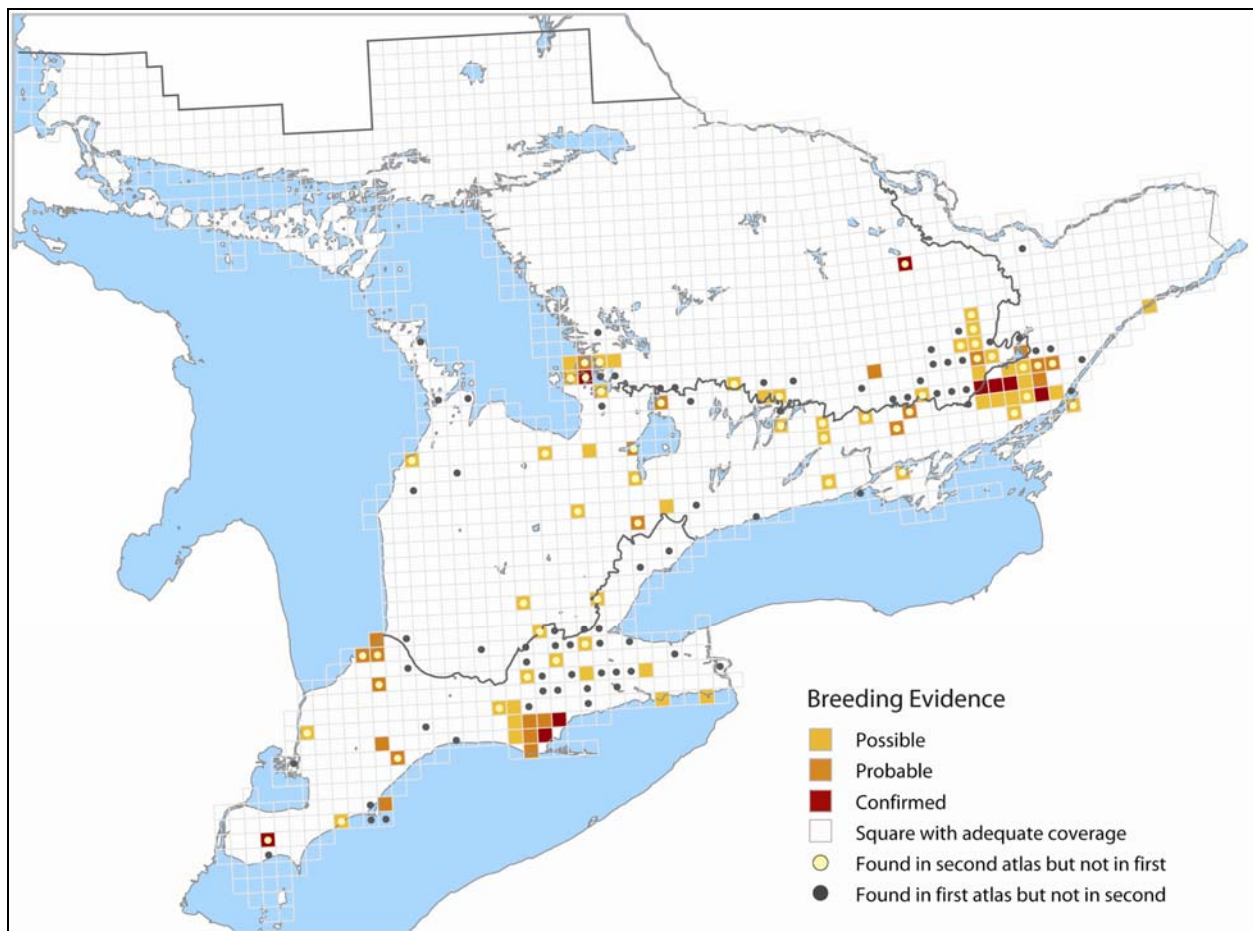 Breeding Evidence
Possible
Probable
Confirmed
Square with adequate coverage
Found in second atlas but not in first
Found in first atlas but not in second